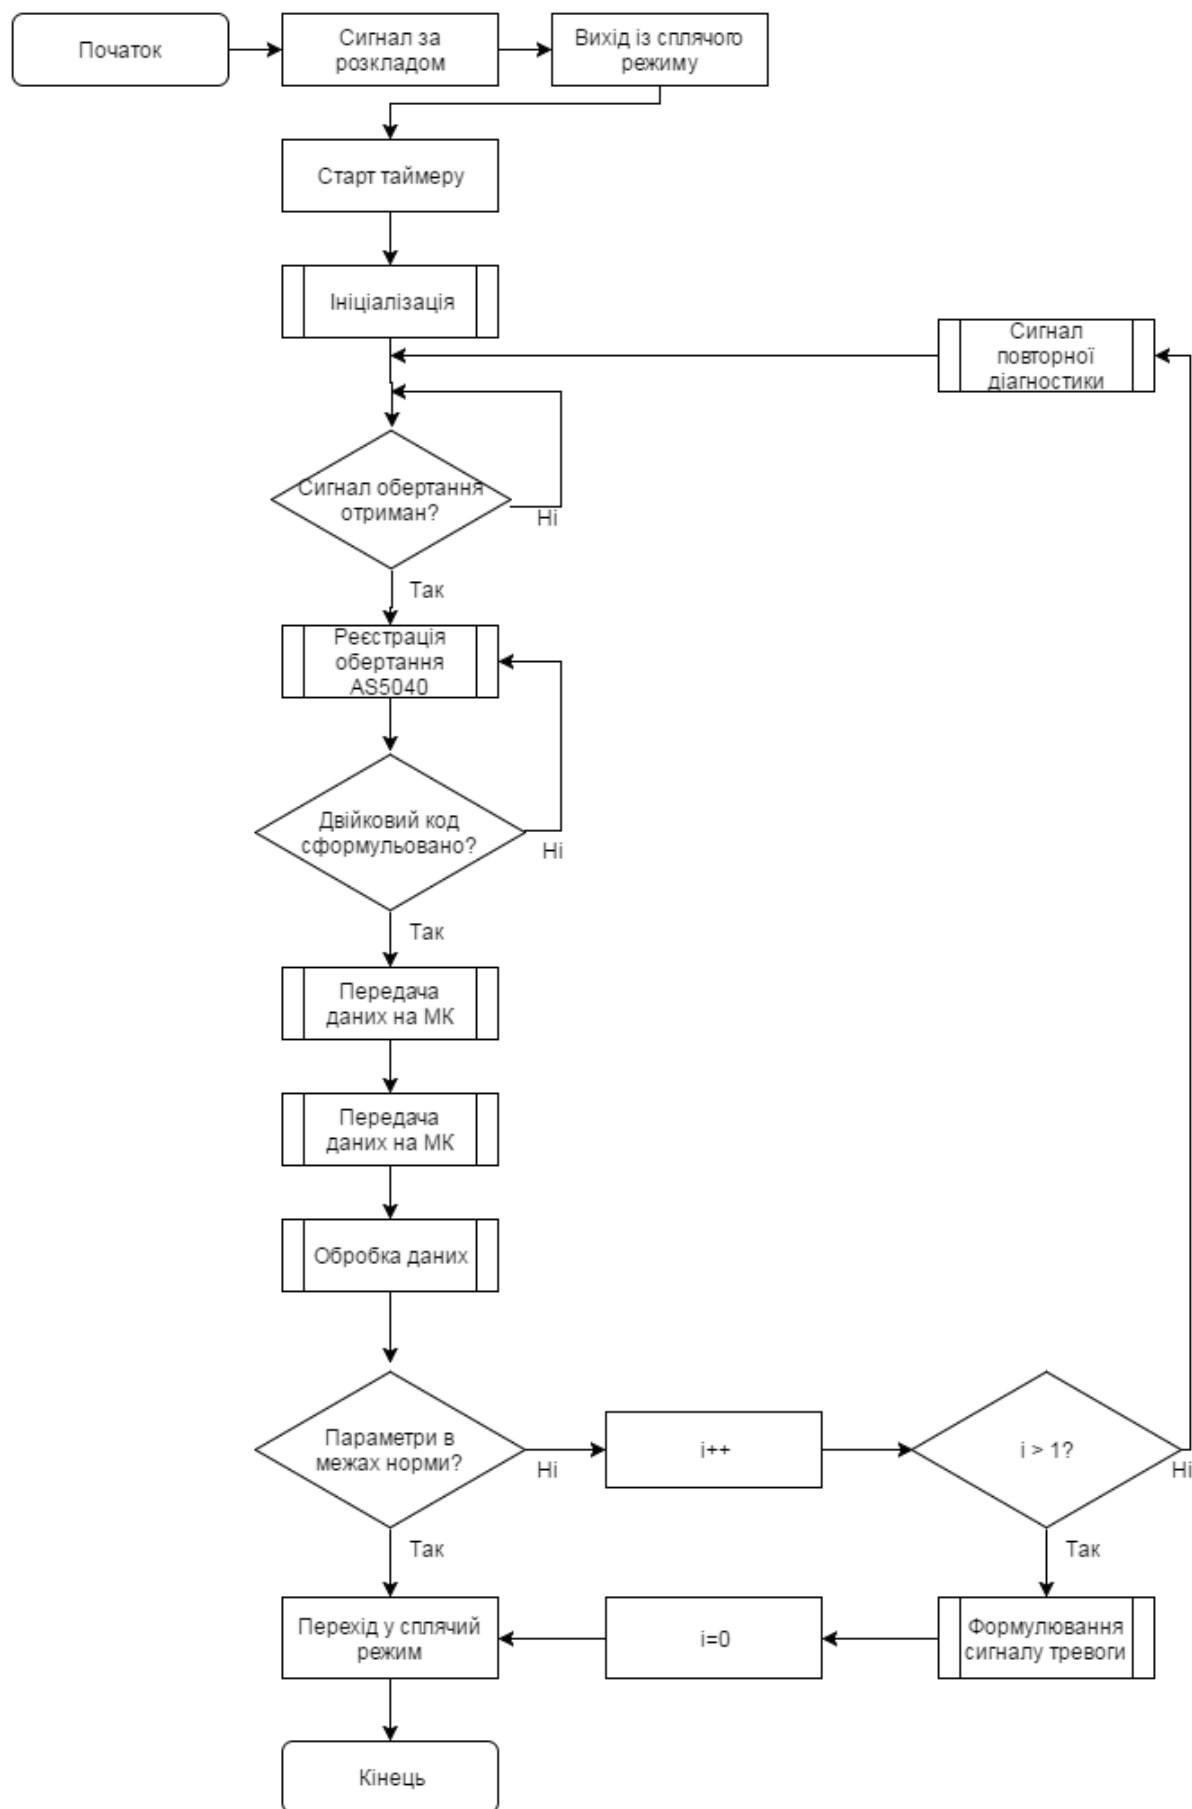 Початок
Сигнал за
розкладом
Вихід із сплячого
режиму
Старт таймеру
Ініціалізація
Сигнал
повторної
діагностики
Сигнал обертання
отриман?
Ні
Так
Реєстрація
обертання
AS5040
Двійковий код
сформульовано?
Ні
Так
Передача
даних на МК
Передача
даних на МК
Обробка даних
Параметри в
межах норми?
Ні
i++
i > 1?
Ні
Так
Так
Перехід у сплячий
режим
i=0
Формулювання
сигналу тревоги
Кінець